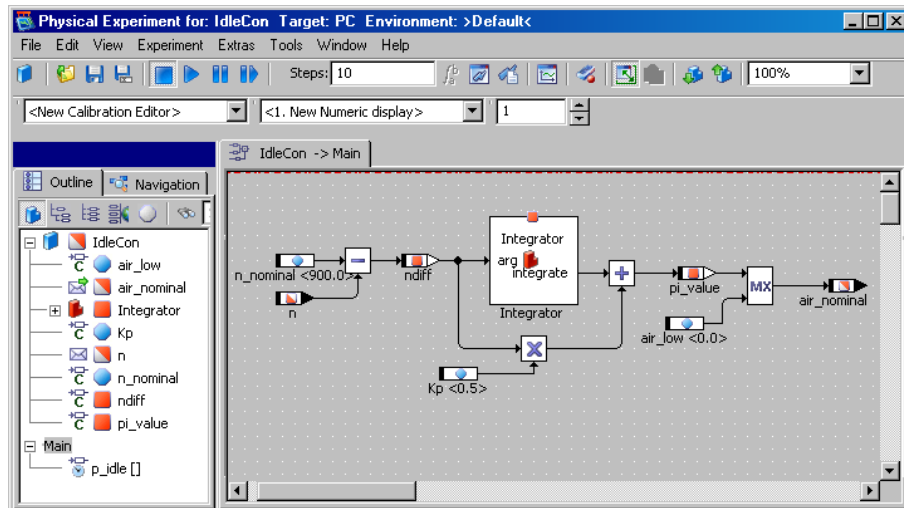 Physical Experiment for: IdleCon Target: PC Environment: >Default<
File Edit View Experiment Extras Tools Window Help
Steps: 10
100%
<New Calibration Editor>
<1. New Numeric display>
1
IdleCon -> Main
Outline
Navigation
IdleCon
air_low
air_nominal
Integrator
Kp
n
n_nominal
ndiff
pi_value
Main
p_idle []
n_nominal <900.0>
n
ndiff
Integrator
arg
integrate
Integrator
Kp <0.5>
pi_value
air_low <0.0>
MX
air_nominal